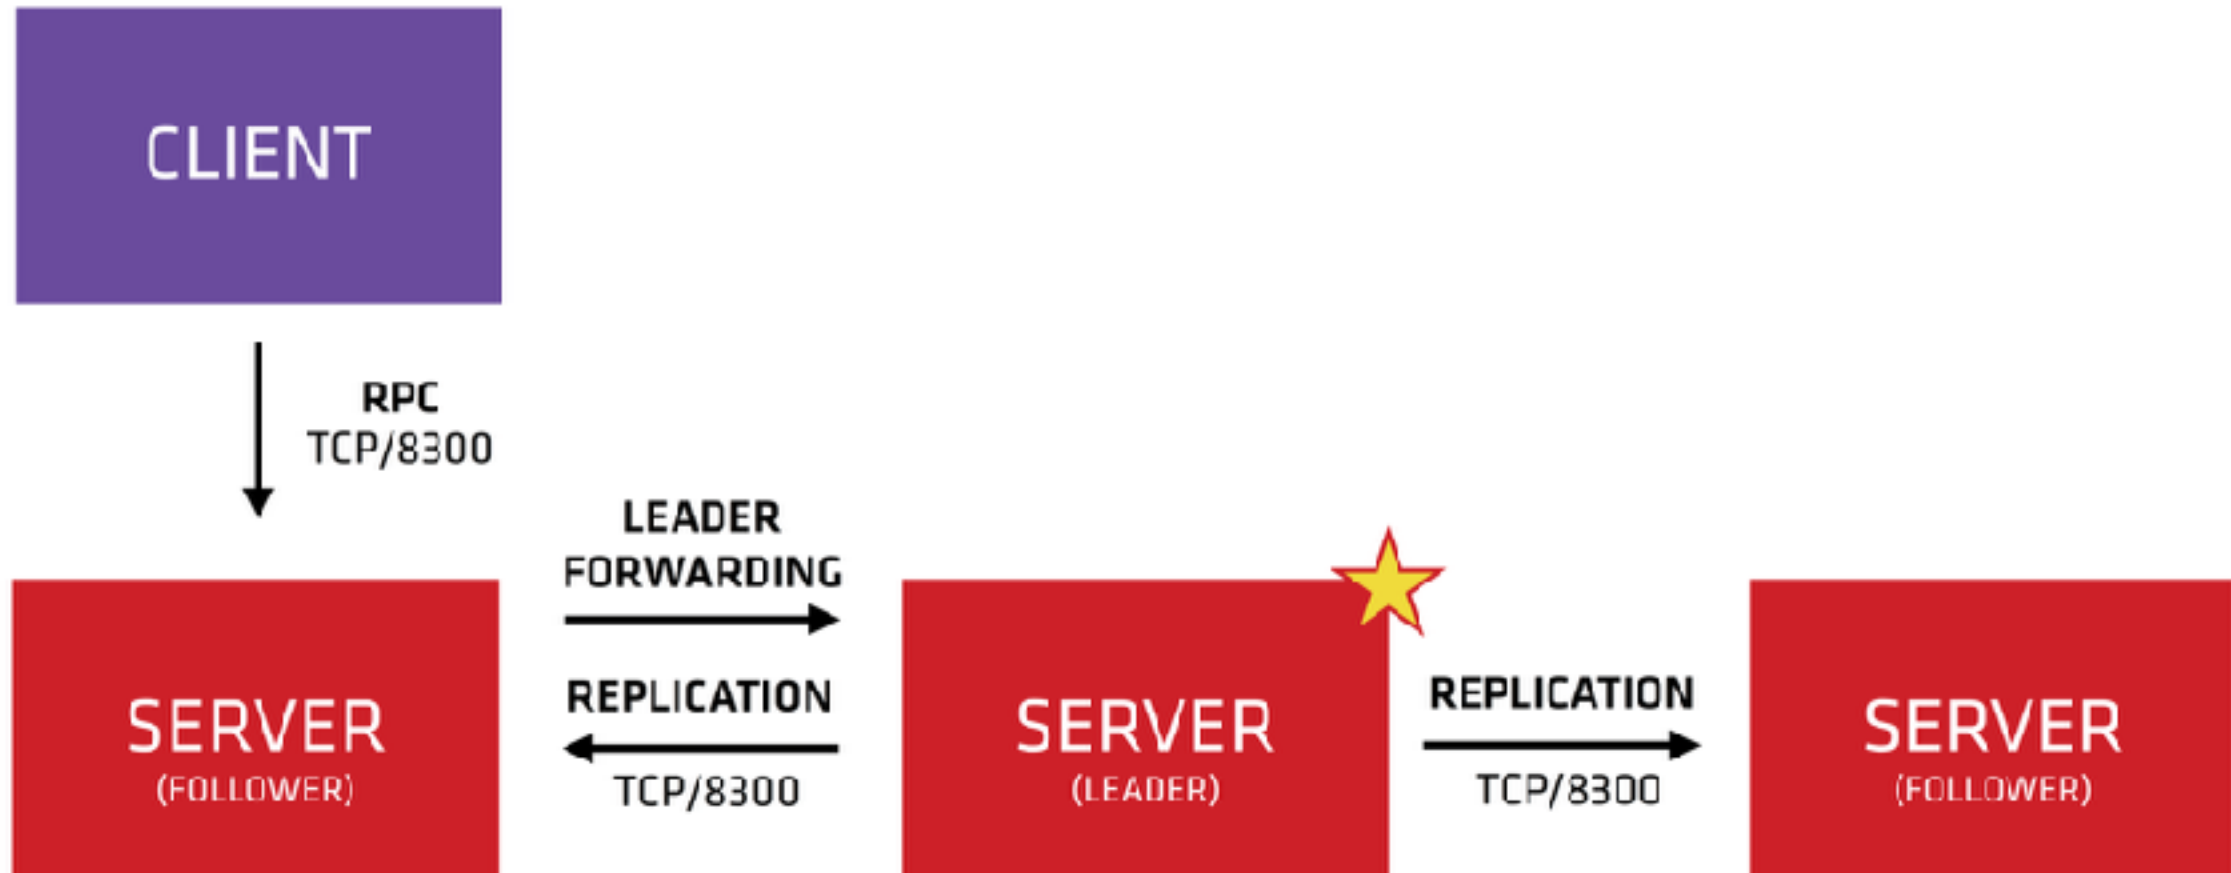 CLIENT
RPC
TCP/8300
LEADER
FORWARDING
REPLICATION
TCP/8300
REPLICATION
TCP/8300
SERVER
(FOLLOWER)
SERVER
(LEADER)
SERVER
(FOLLOWER)